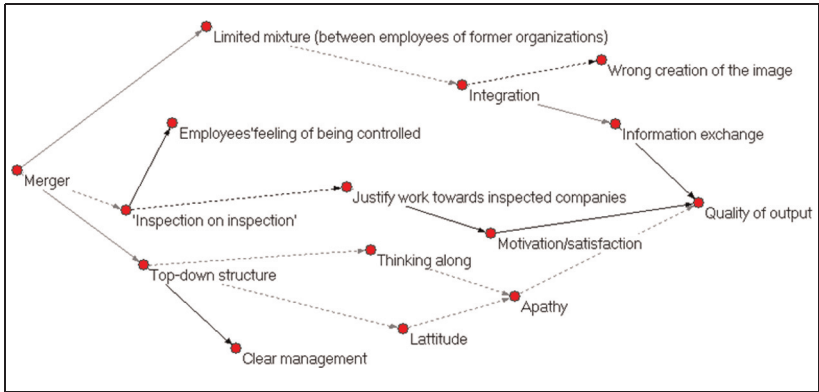 Limited mixture (between employees of former organizations)
Wrong creation of the image
Integration
Employees'feeling of being controlled
Information exchange
Merger
Justify work towards inspected companies
'Inspection on inspection'
Quality of output
Motivation/satisfaction
Thinking along
Top-down structure
Apathy
Lattitude
Clear management